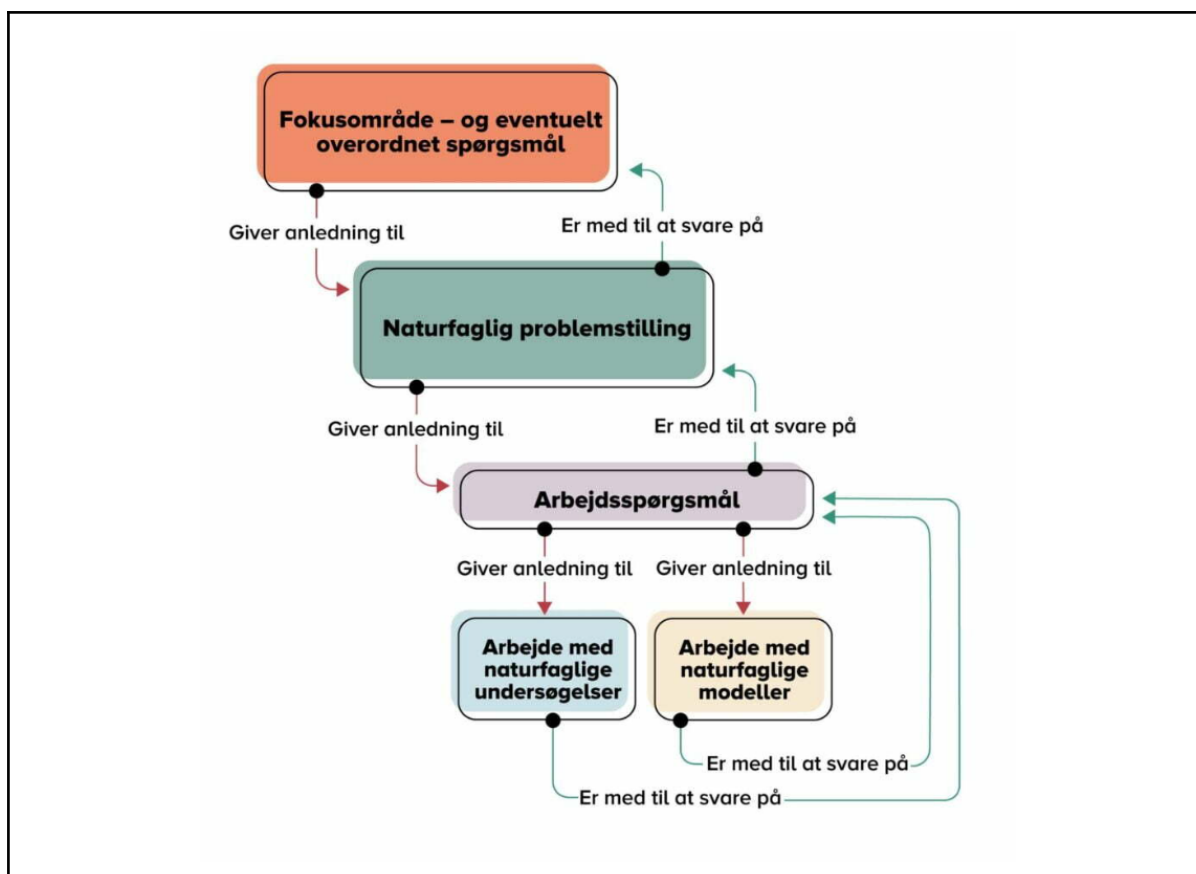 Fokusområde – og eventuelt
overordnet spørgsmål
Giver anledning til
Er med til at svare på
Naturfaglig problemstilling
Giver anledning til
Er med til at svare på
Arbejdsspørgsmål
Giver anledning til
Giver anledning til
Arbejde med
naturfaglige
undersøgelser
Arbejde med
naturfaglige
modeller
Er med til at svare på
Er med til at svare på